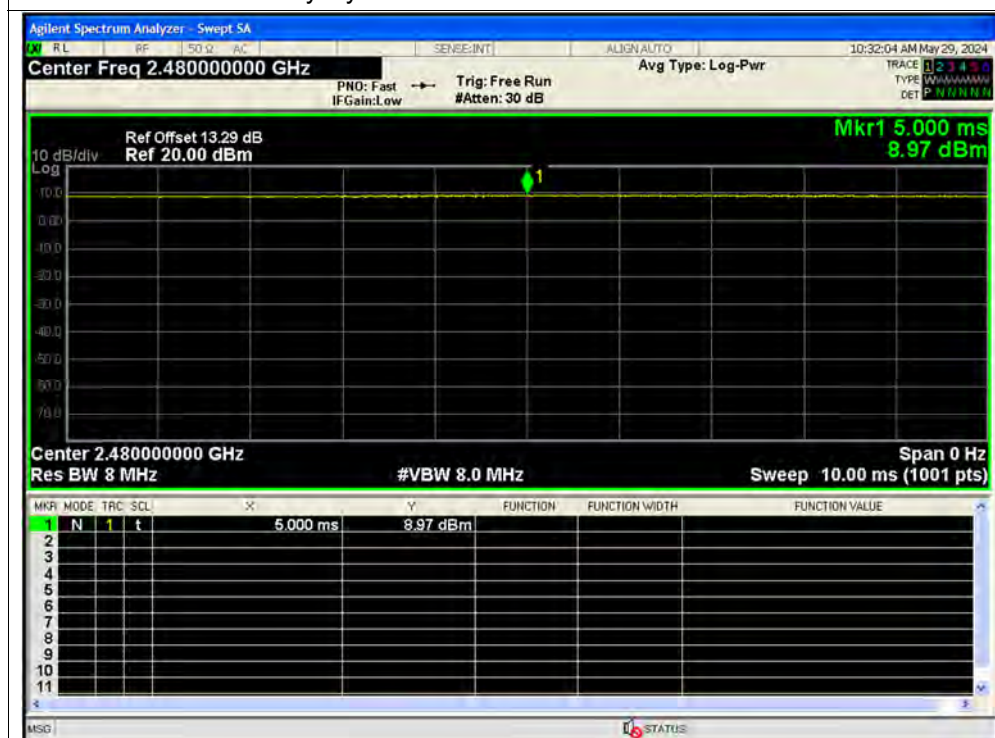 Agilent Spectrum Analyzer - Swept SA
RL RF 50 Ω AC SENSE:INT ALIGN AUTO 10:32:04 AM May 29, 2024
Center Freq 2.480000000 GHz
PNO: Fast
IFGain:Low
Trig: Free Run
#Atten: 30 dB
Avg Type: Log-Pwr
TRACE 1 2 3 4 5 6
TYPE WWWWWW
DET P N N N N N
Mkr1 5.000 ms
8.97 dBm
Ref Offset 13.29 dB
10 dB/div Ref 20.00 dBm
Log
10.0
1
0.00
-10.0
-20.0
-30.0
-40.0
-50.0
-60.0
-70.0
Center 2.480000000 GHz Span 0 Hz
Res BW 8 MHz #VBW 8.0 MHz Sweep 10.00 ms (1001 pts)
MKR MODE TRC SCL X Y FUNCTION FUNCTION WIDTH FUNCTION VALUE
1 N 1 t 5.000 ms 8.97 dBm
2
3
4
5
6
7
8
9
10
11
MSG STATUS